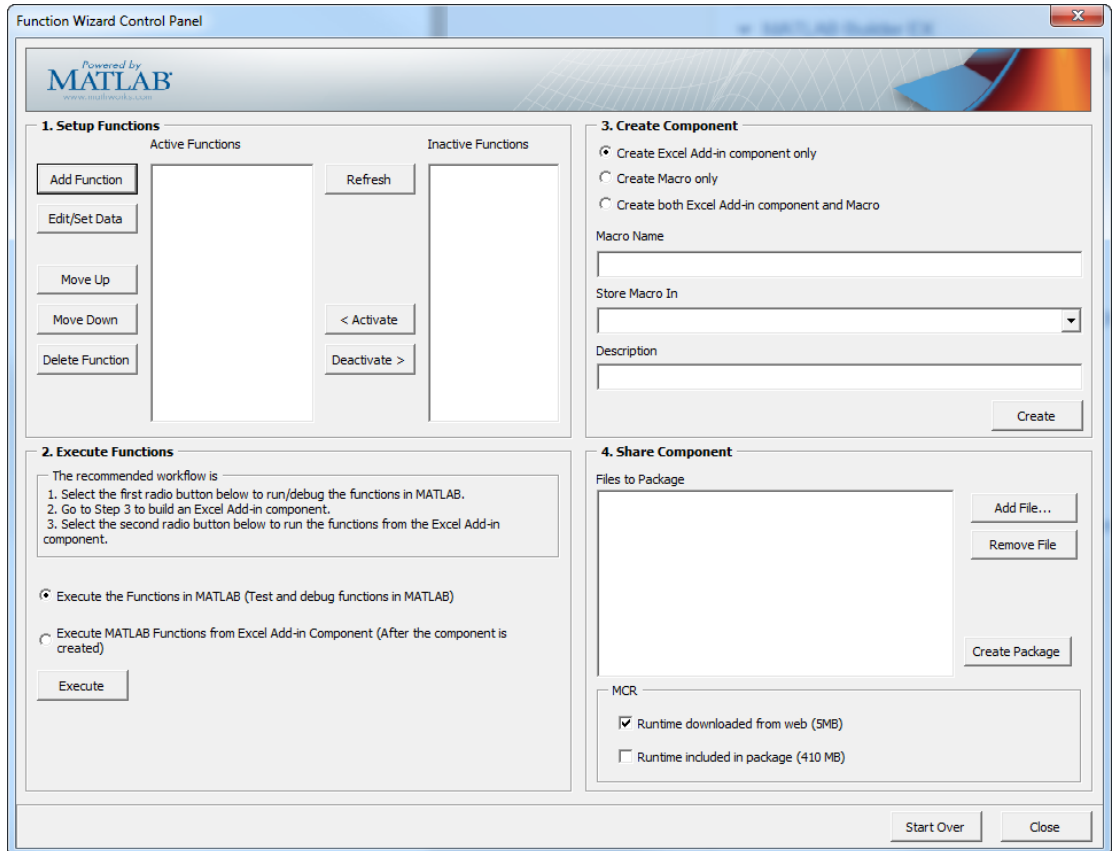 Function Wizard Control Panel
MATLAB Builder EX
Powered by
MATLAB
www.mathworks.com
1. Setup Functions
Active Functions
Inactive Functions
Add Function
Refresh
Edit/Set Data
Move Up
Move Down
< Activate
Delete Function
Deactivate >
2. Execute Functions
The recommended workflow is
1. Select the first radio button below to run/debug the functions in MATLAB.
2. Go to Step 3 to build an Excel Add-in component.
3. Select the second radio button below to run the functions from the Excel Add-in
component.
Execute the Functions in MATLAB (Test and debug functions in MATLAB)
Execute MATLAB Functions from Excel Add-in Component (After the component is
created)
Execute
3. Create Component
Create Excel Add-in component only
Create Macro only
Create both Excel Add-in component and Macro
Macro Name
Store Macro In
Description
Create
4. Share Component
Files to Package
Add File...
Remove File
Create Package
MCR
Runtime downloaded from web (5MB)
Runtime included in package (410 MB)
Start Over
Close